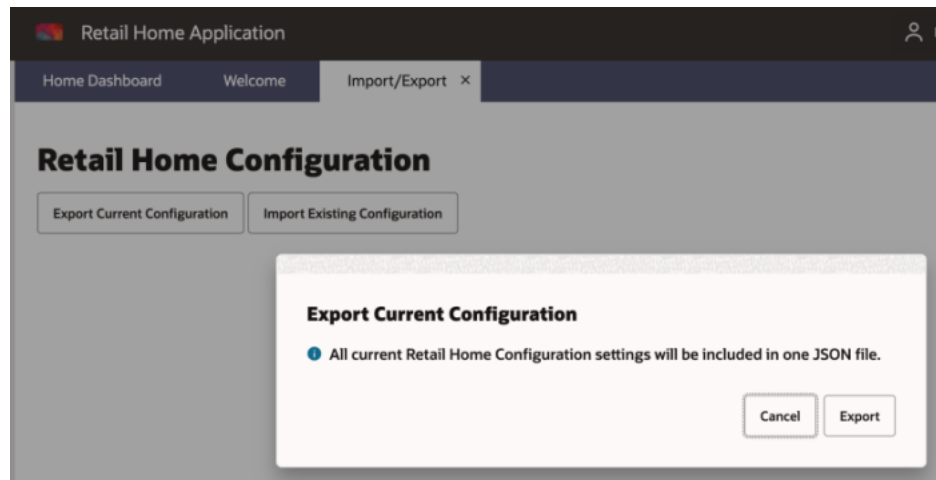 Retail Home Application
Home Dashboard Welcome Import/Export ×
Retail Home Configuration
Export Current Configuration Import Existing Configuration
Export Current Configuration
All current Retail Home Configuration settings will be included in one JSON file.
Cancel Export